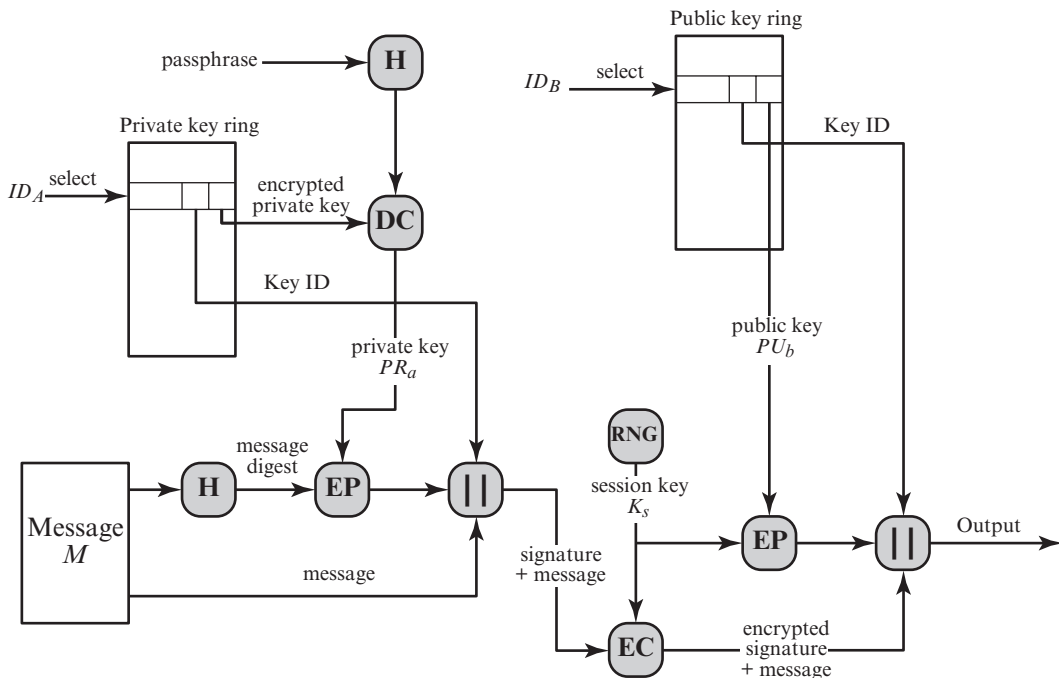 Public key ring
passphrase
H
ID_B
select
Key ID
Private key ring
ID_A
select
encrypted
private key
DC
Key ID
private key
PR_a
public key
PU_b
RNG
session key
K_s
Message
M
H
message
digest
EP
||
message
signature
+ message
EP
||
Output
EC
encrypted
signature
+ message